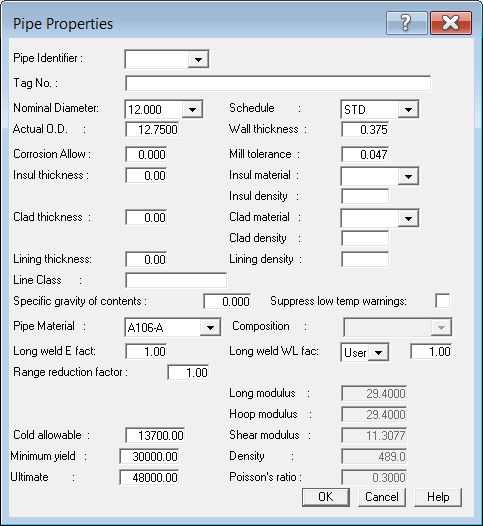 Pipe Properties
Pipe Identifier :
Tag No. :
Nominal Diameter: 12.000 Schedule : STD
Actual O.D. : 12.7500 Wall thickness : 0.375
Corrosion Allow : 0.000 Mill tolerance : 0.047
Insul thickness : 0.00 Insul material :
Insul density :
Clad thickness : 0.00 Clad material :
Clad density :
Lining thickness: 0.00 Lining density :
Line Class :
Specific gravity of contents : 0.000 Suppress low temp warnings:
Pipe Material : A106-A Composition :
Long weld E fact: 1.00 Long weld WL fac: User 1.00
Range reduction factor : 1.00
Long modulus : 29.4000
Hoop modulus : 29.4000
Cold allowable : 13700.00 Shear modulus : 11.3077
Minimum yield : 30000.00 Density : 489.0
Ultimate : 48000.00 Poisson's ratio : 0.3000
OK Cancel Help